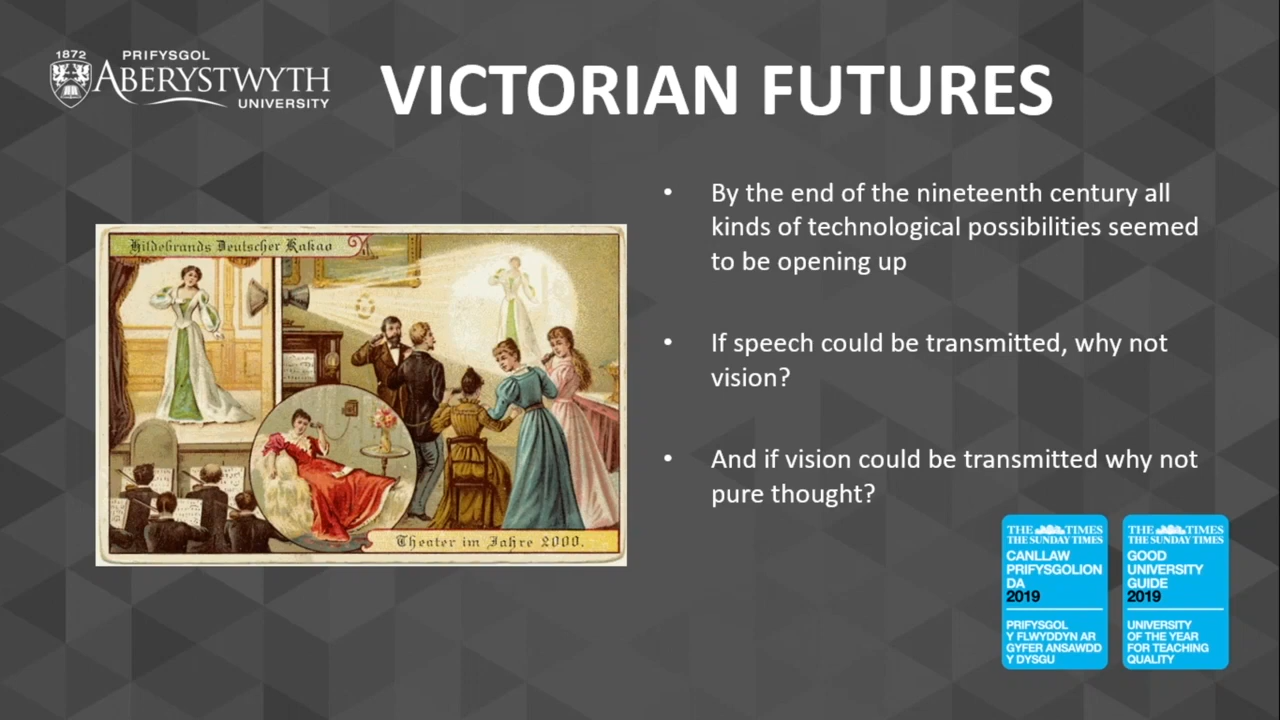 1872
PRIFYSGOL
ABERYSTWYTH
UNIVERSITY
VICTORIAN FUTURES
Hildebrands Deutscher Kakao
Theater im Jahre 2000.
• By the end of the nineteenth century all
kinds of technological possibilities seemed
to be opening up
• If speech could be transmitted, why not
vision?
• And if vision could be transmitted why not
pure thought?
THE TIMES
THE SUNDAY TIMES
CANLLAW
PRIFYSGOLION
DA
2019
PRIFYSGOL
Y FLWYDDYN AR
GYFER ANSAWDD
Y DYSGU
THE TIMES
THE SUNDAY TIMES
GOOD
UNIVERSITY
GUIDE
2019
UNIVERSITY
OF THE YEAR
FOR TEACHING
QUALITY